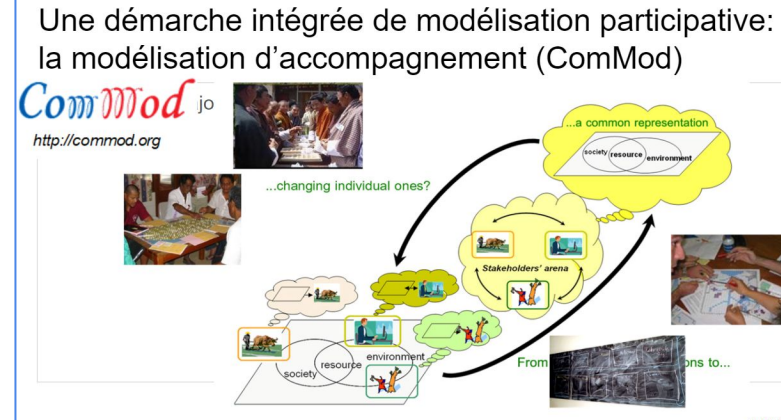 Une démarche intégrée de modélisation participative:
la modélisation d'accompagnement (ComMod)
ComMod jo
http://commod.org
...a common representation
society resource environment
...changing individual ones?
Stakeholders' arena
environment
resource
society
From ons to...